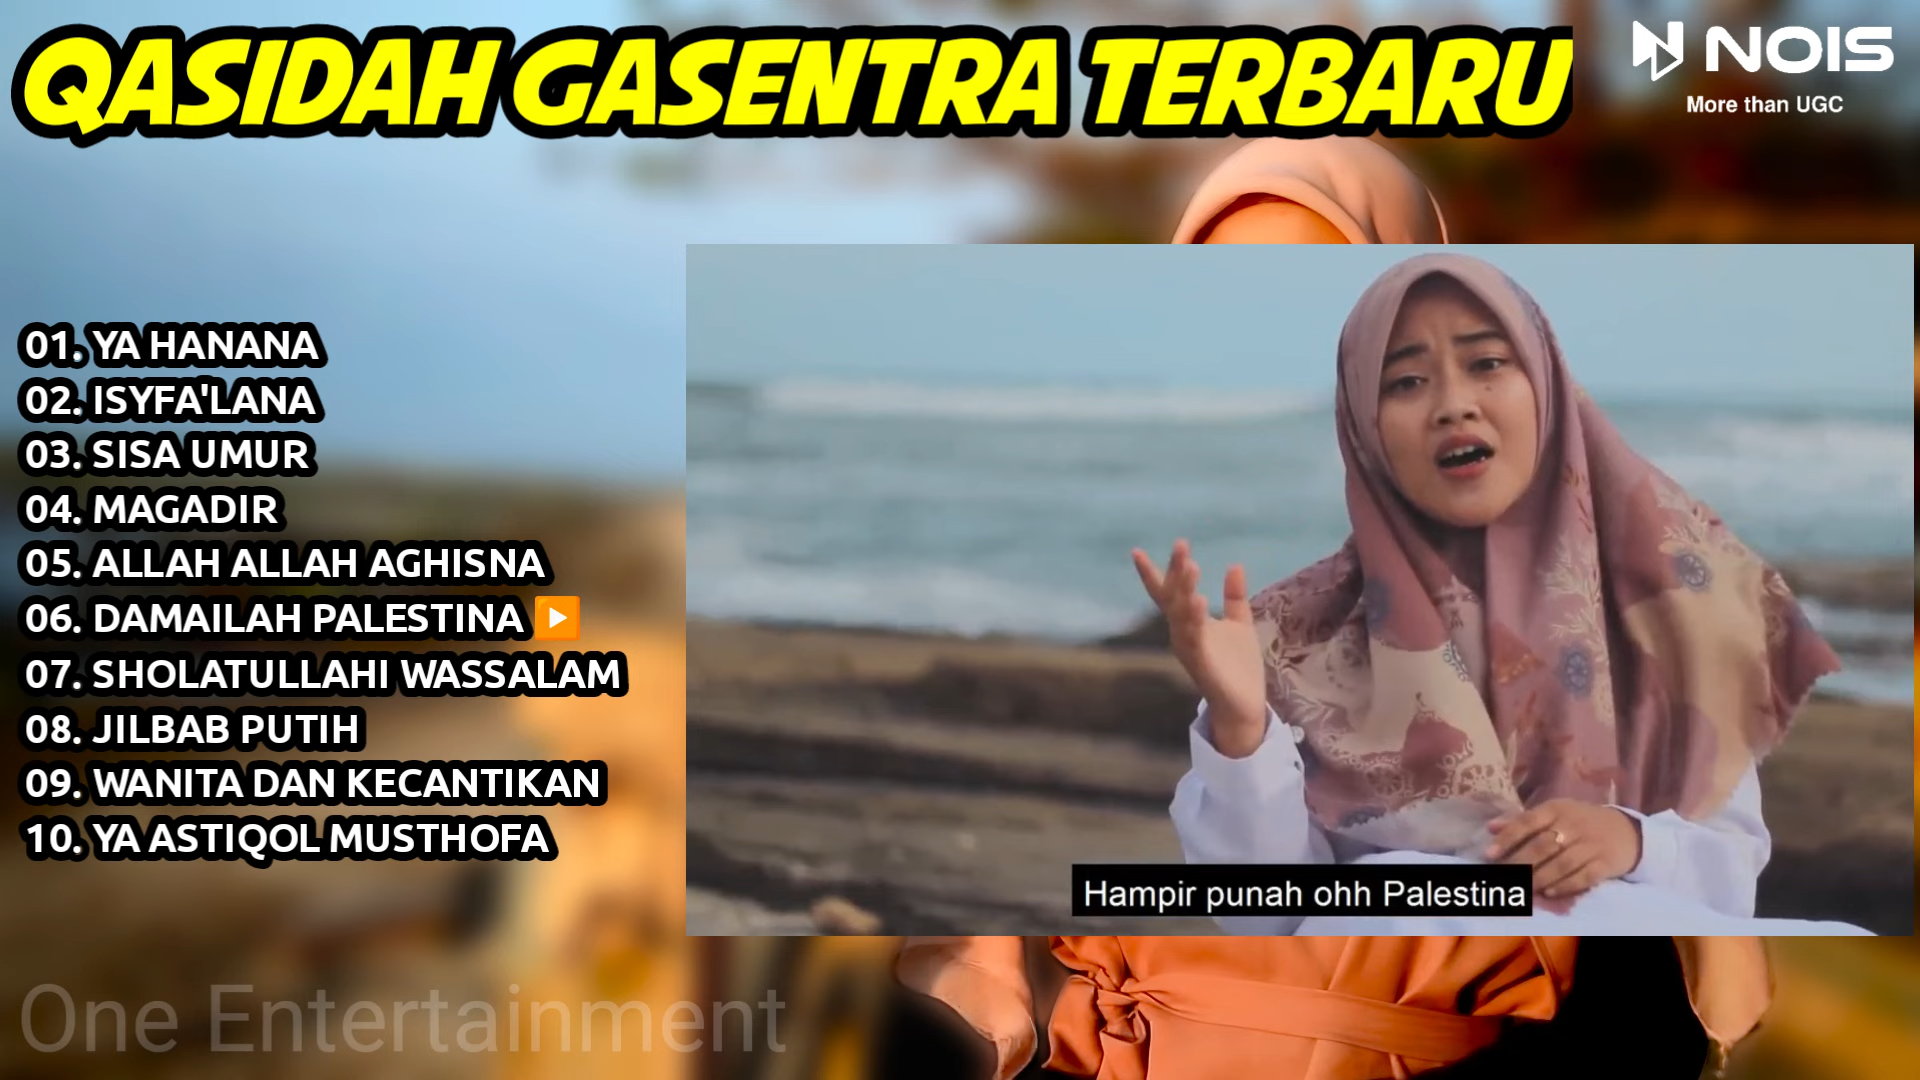 QASIDAH GASENTRA TERBARU
NOIS
More than UGC
01. YA HANANA
02. ISYFA'LANA
03. SISA UMUR
04. MAGADIR
05. ALLAH ALLAH AGHISNA
06. DAMAILAH PALESTINA
07. SHOLATULLAHI WASSALAM
08. JILBAB PUTIH
09. WANITA DAN KECANTIKAN
10. YA ASTIQOL MUSTHOFA
Hampir punah ohh Palestina
One Entertainment